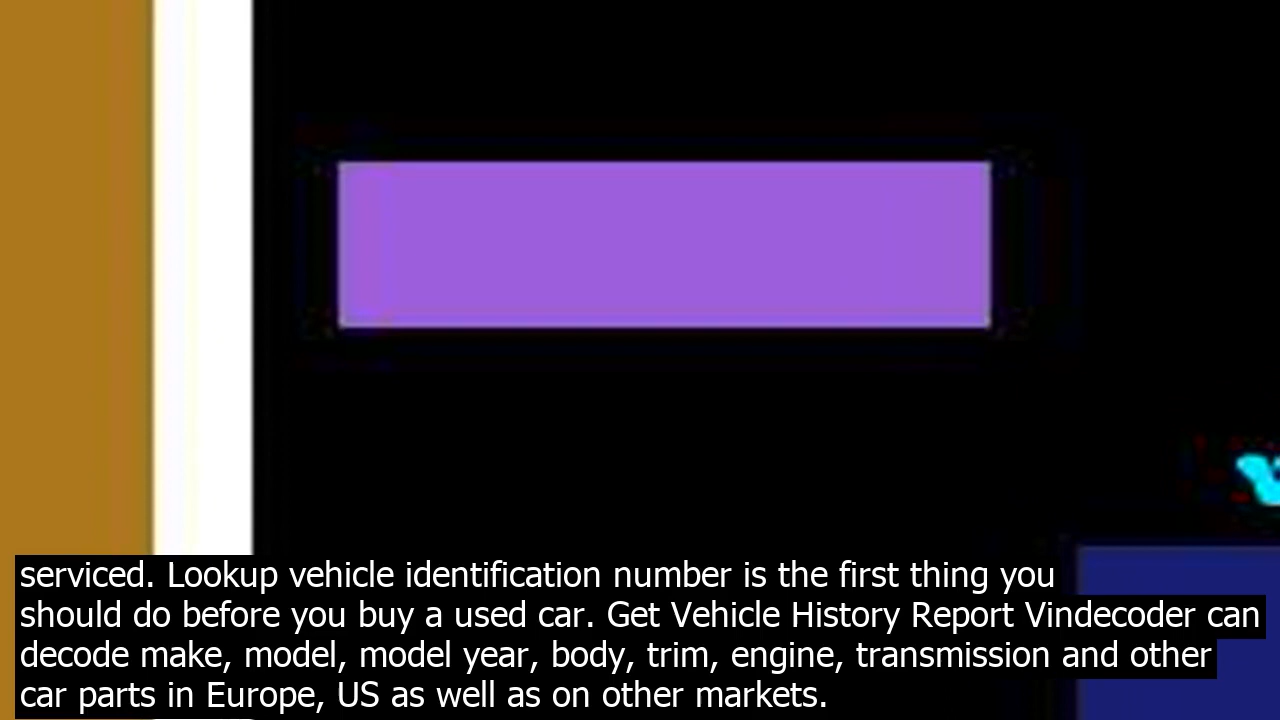 serviced. Lookup vehicle identification number is the first thing you
should do before you buy a used car. Get Vehicle History Report Vindecoder can
decode make, model, model year, body, trim, engine, transmission and other
car parts in Europe, US as well as on other markets.